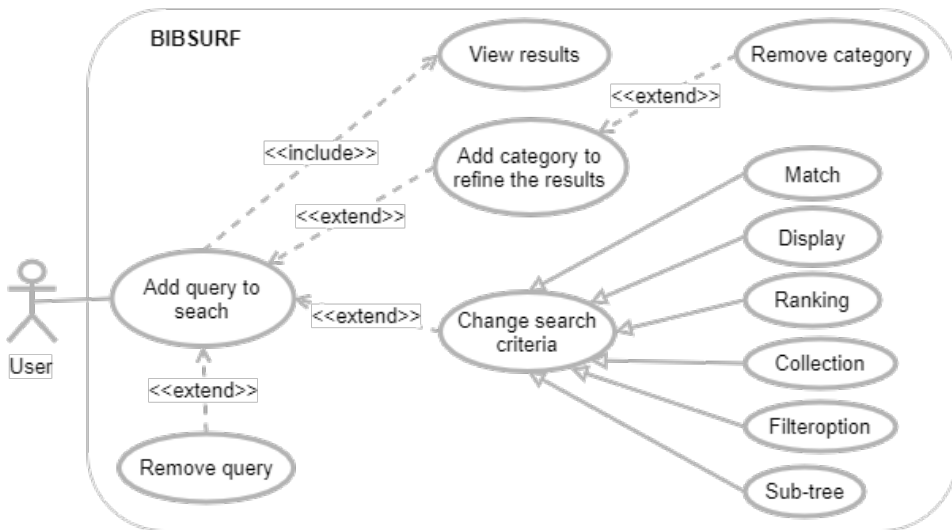 BIBSURF
View results
Remove category
<<extend>>
<<include>>
Add category to
refine the results
<<extend>>
Match
Display
Ranking
Collection
Filteroption
Sub-tree
Add query to
seach
<<extend>>
Change search
criteria
User
<<extend>>
Remove query